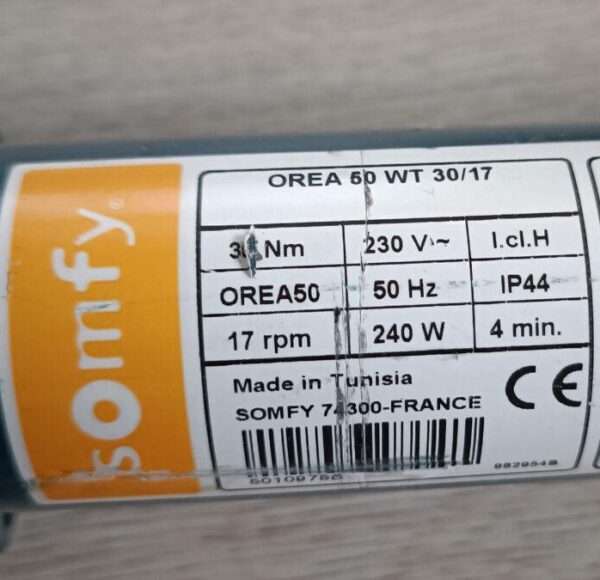 somfy®
OREA 50 WT 30/17
Nm 230 V ~ I.cl.H
OREA50 50 Hz IP44
17 rpm 240 W 4 min.
Made in Tunisia
SOMFY 74300-FRANCE
CE